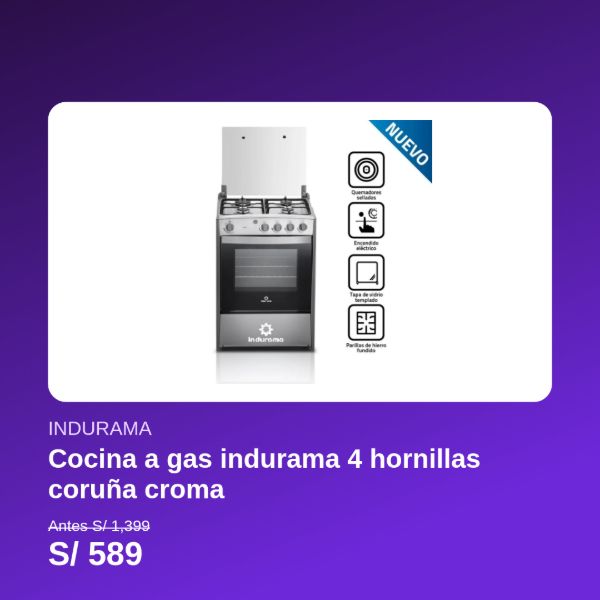 NUEVO
Quemadores
sellados
Encendido
eléctrico
Tapa de vidrio
templado
Parillas de hierro
fundido
Indurama
INDURAMA
Cocina a gas indurama 4 hornillas
coruña croma
Antes S/ 1,399
S/ 589